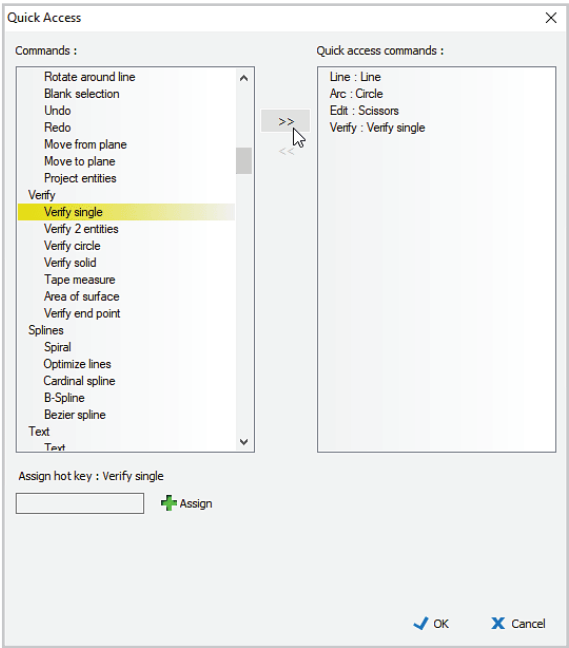 Quick Access
Commands :
Rotate around line
Blank selection
Undo
Redo
Move from plane
Move to plane
Project entities
Verify
Verify single
Verify 2 entities
Verify circle
Verify solid
Tape measure
Area of surface
Verify end point
Splines
Spiral
Optimize lines
Cardinal spline
B-Spline
Bezier spline
Text
Text
>>
<<
Quick access commands :
Line : Line
Arc : Circle
Edit : Scissors
Verify : Verify single
Assign hot key : Verify single
Assign
OK
Cancel